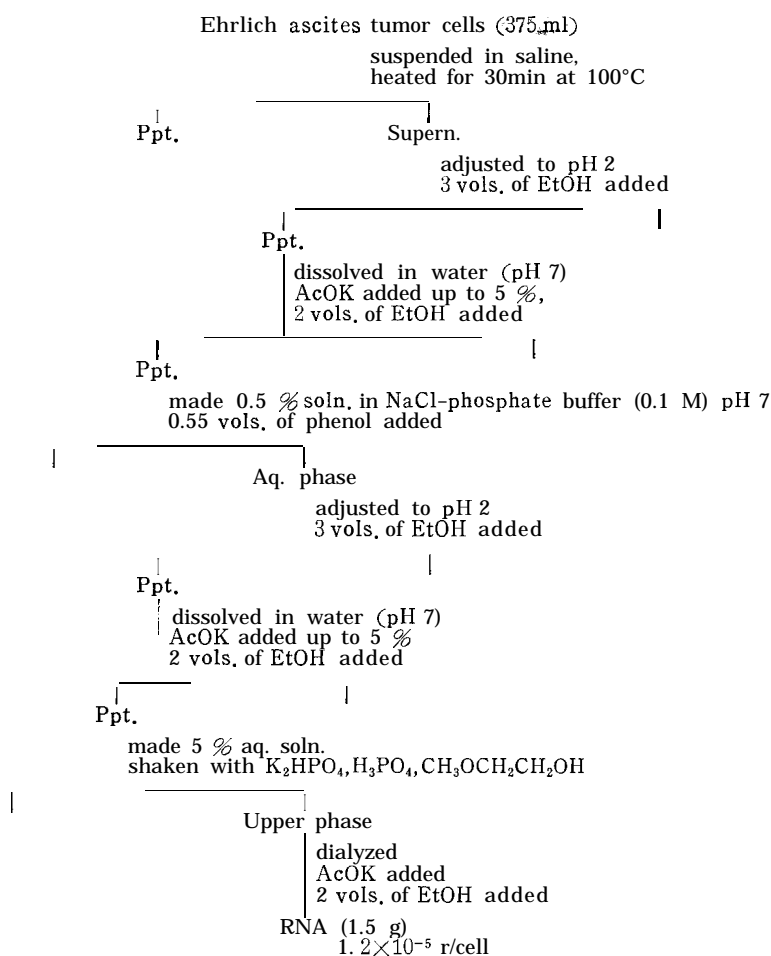 Ehrlich ascites tumor cells (375 ml)
suspended in saline,
heated for 30min at 100°C
Ppt.
Supern.
adjusted to pH 2
3 vols. of EtOH added
Ppt.
dissolved in water (pH 7)
AcOK added up to 5 %,
2 vols. of EtOH added
Ppt.
made 0.5 % soln. in NaCl-phosphate buffer (0.1 M) pH 7
0.55 vols. of phenol added
Aq. phase
adjusted to pH 2
3 vols. of EtOH added
Ppt.
dissolved in water (pH 7)
AcOK added up to 5 %
2 vols. of EtOH added
Ppt.
made 5 % aq. soln.
shaken with K₂HPO₄, H₃PO₄, CH₃OCH₂CH₂OH
Upper phase
dialyzed
AcOK added
2 vols. of EtOH added
RNA (1.5 g)
1.2×10⁻⁵ r/cell